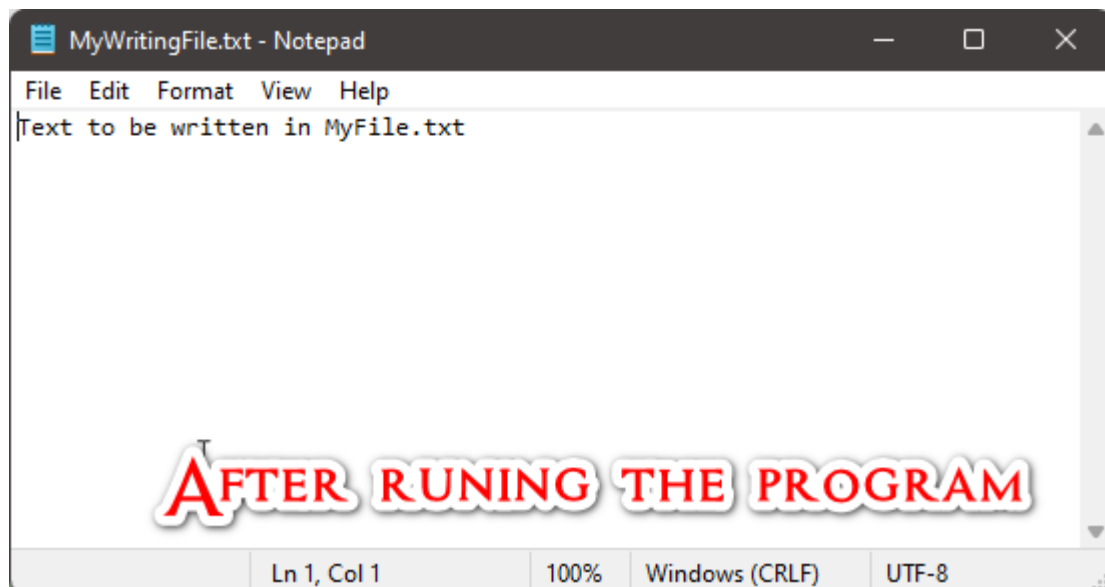 MyWritingFile.txt - Notepad
File Edit Format View Help
Text to be written in MyFile.txt
AFTER RUNING THE PROGRAM
Ln 1, Col 1 100% Windows (CRLF) UTF-8